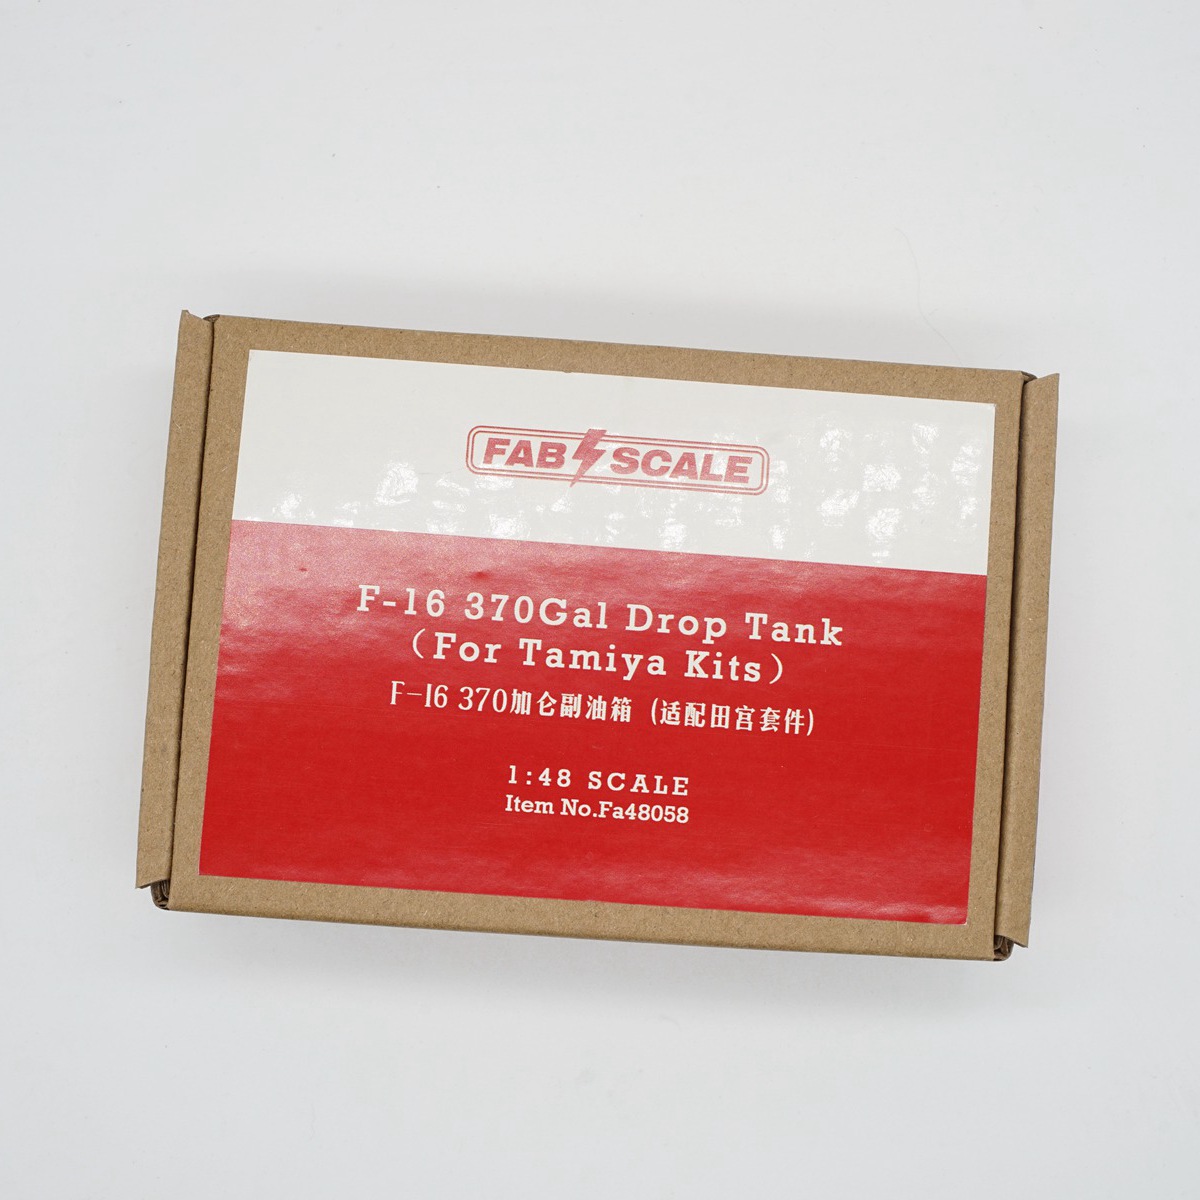 FAB SCALE
F-16 370Gal Drop Tank
（For Tamiya Kits）
F-16 370加仑副油箱 (适配田宫套件)
1:48 SCALE
Item No.Fa48058